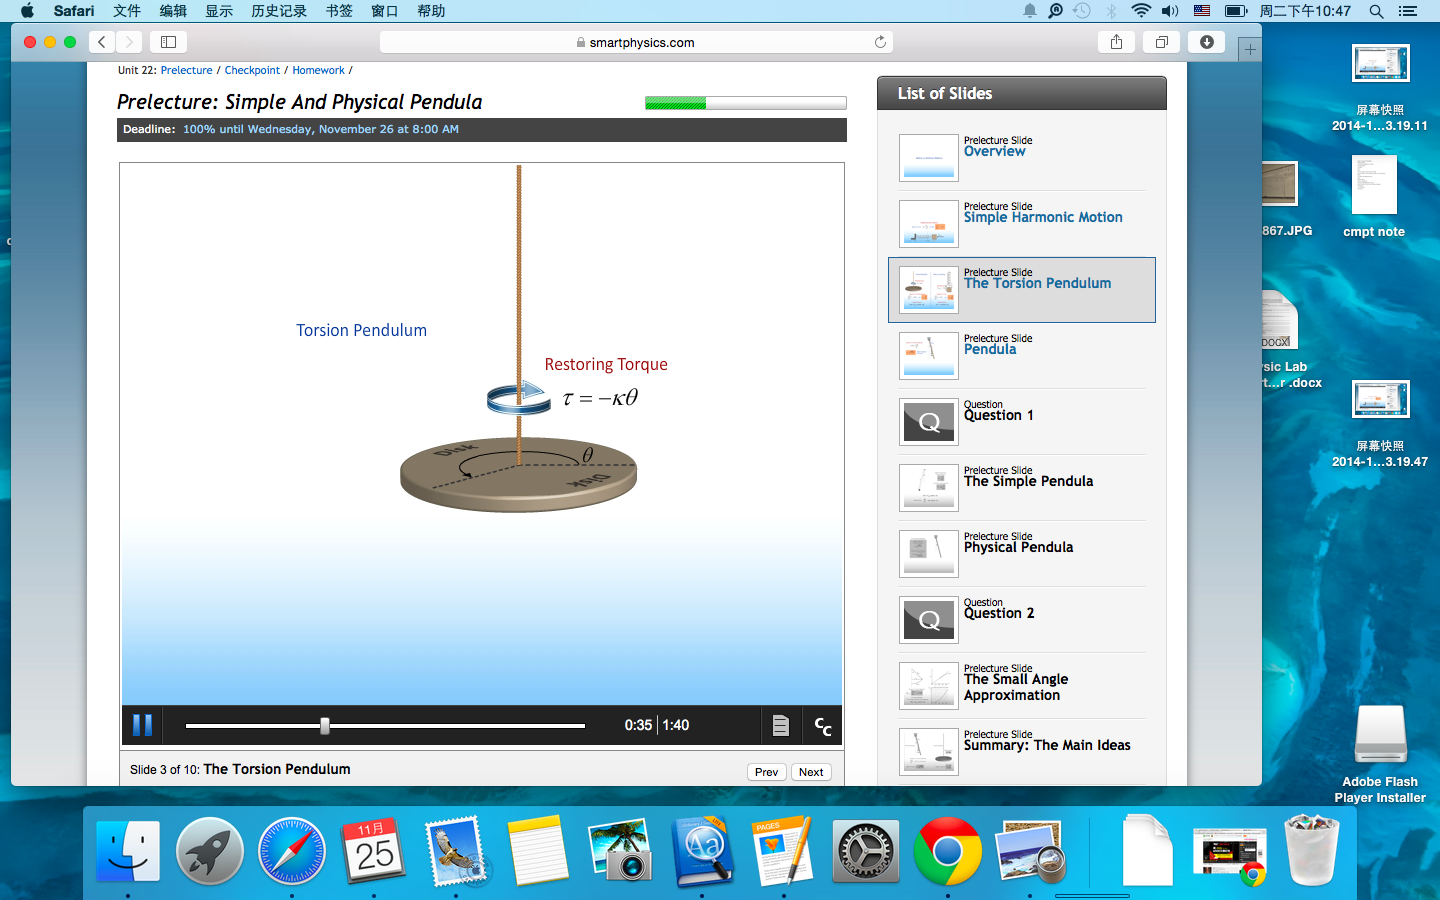 Safari 文件 编辑 显示 历史记录 书签 窗口 帮助 周二下午10:47
smartphysics.com
Unit 22: Prelecture / Checkpoint / Homework /
Prelecture: Simple And Physical Pendula
Deadline: 100% until Wednesday, November 26 at 8:00 AM
Torsion Pendulum
Restoring Torque
τ = −κθ
θ
Disk
Disk
0:35 1:40
CC
Slide 3 of 10: The Torsion Pendulum
Prev Next
List of Slides
Prelecture Slide
Overview
Prelecture Slide
Simple Harmonic Motion
Prelecture Slide
The Torsion Pendulum
Prelecture Slide
Pendula
Question
Question 1
Q
Prelecture Slide
The Simple Pendula
Prelecture Slide
Physical Pendula
Question
Question 2
Q
Prelecture Slide
The Small Angle
Approximation
Prelecture Slide
Summary: The Main Ideas
屏幕快照
2014-1...3.19.11
867.JPG
cmpt note
DOCX
sic Lab
rt...r .docx
屏幕快照
2014-1...3.19.47
Adobe Flash
Player Installer
11月
25
Aa
PAGES